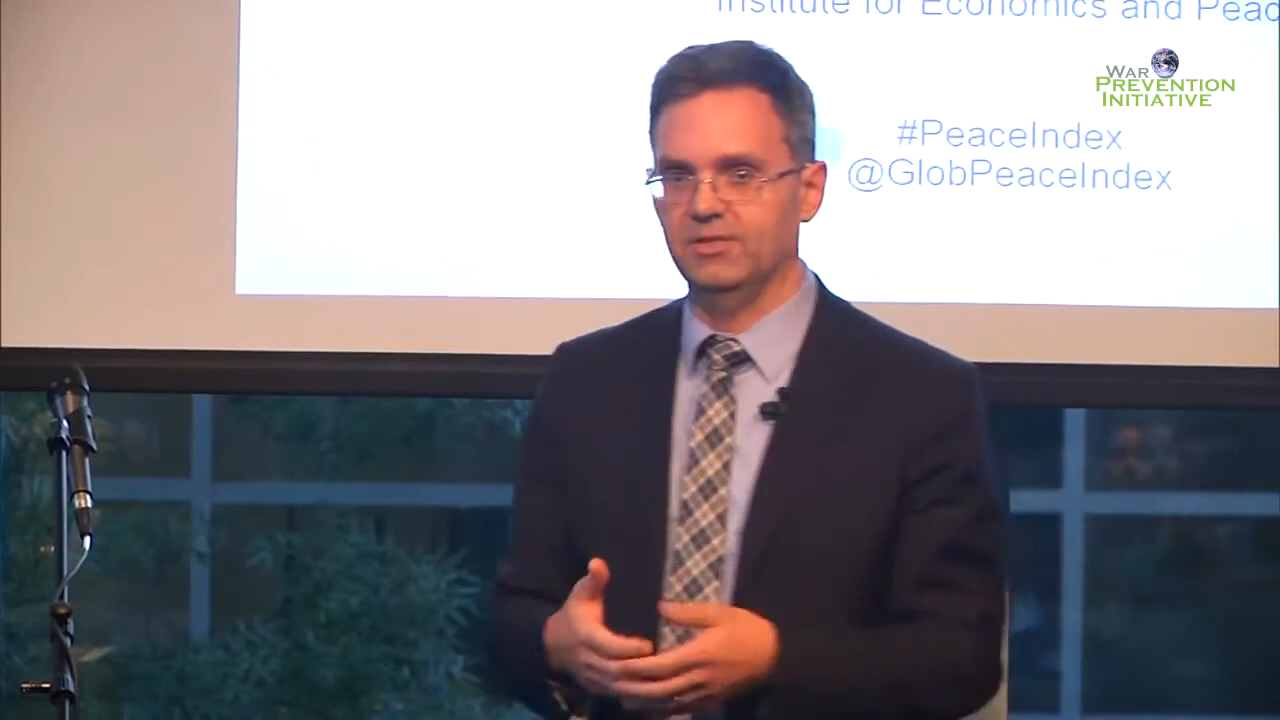 Institute for Economics and Peac
WAR
PREVENTION
INITIATIVE
#PeaceIndex
@GlobPeaceIndex